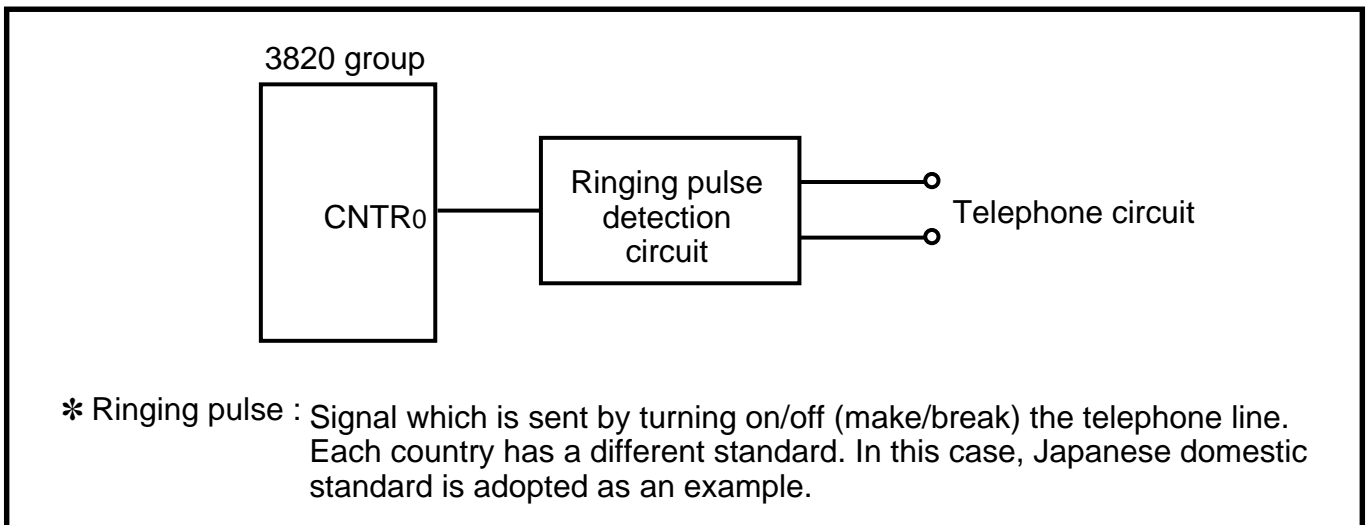 3820 group
CNTR0
Ringing pulse
detection
circuit
Telephone circuit
✻ Ringing pulse : Signal which is sent by turning on/off (make/break) the telephone line.
Each country has a different standard. In this case, Japanese domestic
standard is adopted as an example.